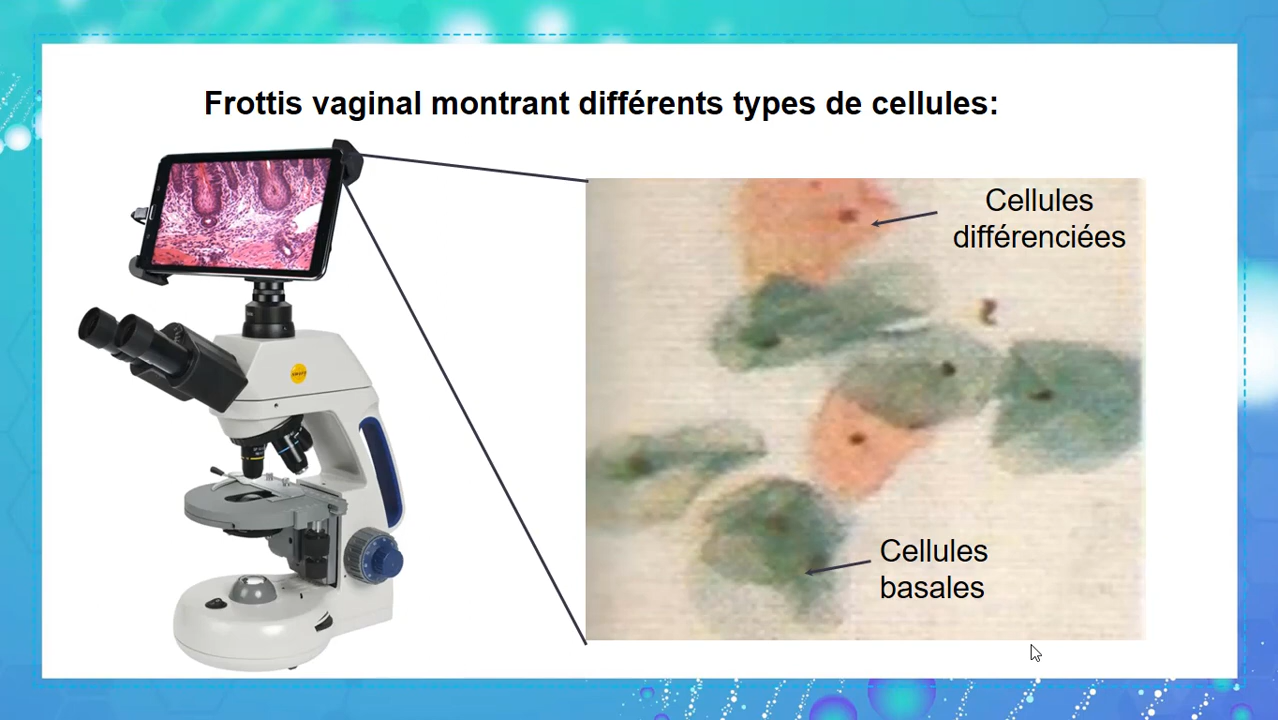 Frottis vaginal montrant différents types de cellules:
Cellules
différenciées
Cellules
basales